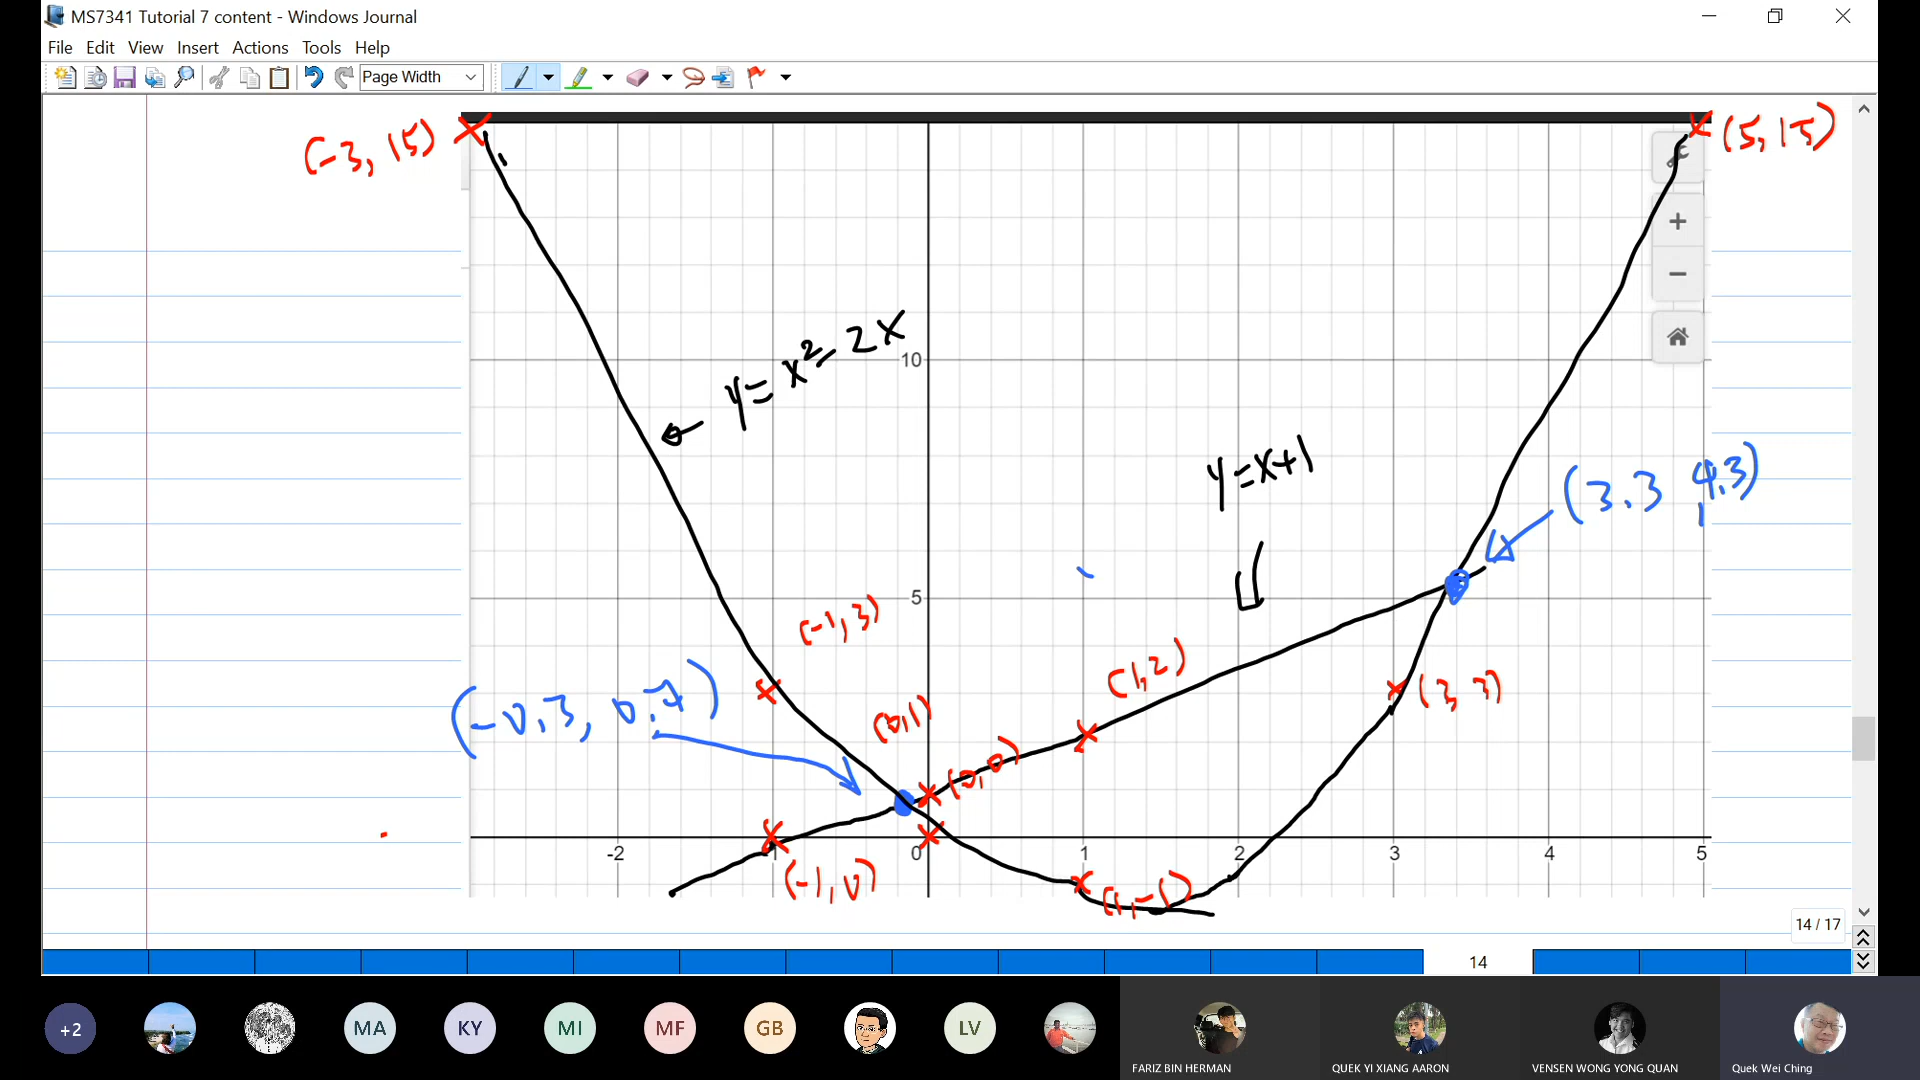 MS7341 Tutorial 7 content - Windows Journal
File Edit View Insert Actions Tools Help
Page Width
(-3, 15)
(5, 15)
y = x² - 2x
10
y = x+1
(3.3, 4.3)
5
(-1, 3)
(1, 2)
(3, 3)
(-0.3, 0.7)
(0, 1)
(0, 0)
-2 -1 0 1 2 3 4 5
(-1, 0)
(1, -1)
14 / 17
14
+2 MA KY MI MF GB LV
FARIZ BIN HERMAN QUEK YI XIANG AARON VENSEN WONG YONG QUAN Quek Wei Ching